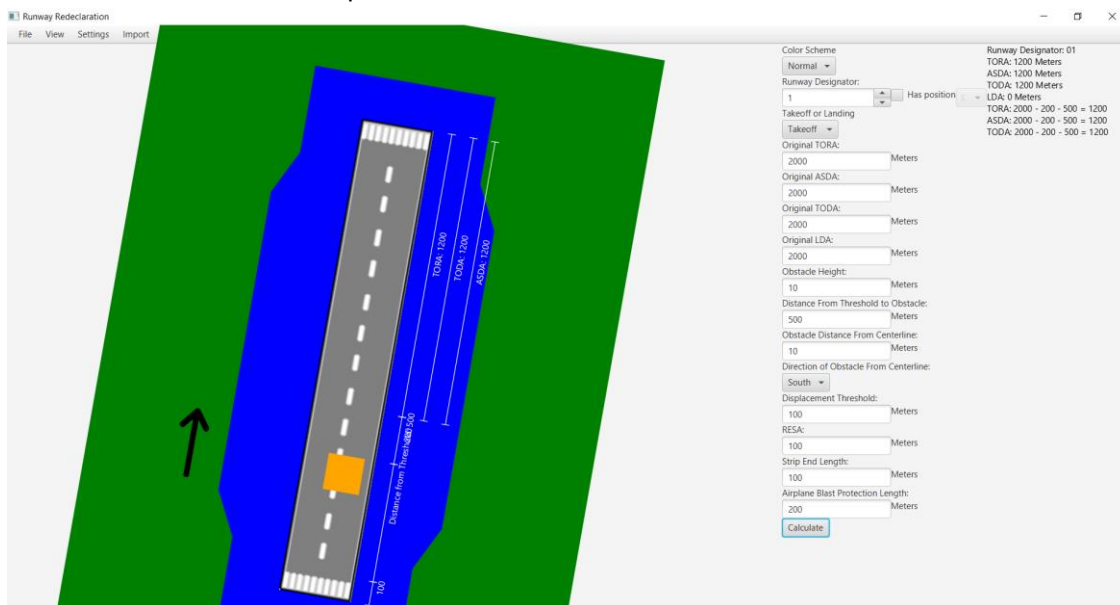 Runway Redeclaration
File View Settings Import
Color Scheme
Normal
Runway Designator:
1
Has position
Takeoff or Landing
Takeoff
Original TORA:
2000 Meters
Original ASDA:
2000 Meters
Original TODA:
2000 Meters
Original LDA:
2000 Meters
Obstacle Height:
10 Meters
Distance From Threshold to Obstacle:
500 Meters
Obstacle Distance From Centerline:
10 Meters
Direction of Obstacle From Centerline:
South
Displacement Threshold:
100 Meters
RESA:
100 Meters
Strip End Length:
100 Meters
Airplane Blast Protection Length:
200 Meters
Calculate
Runway Designator: 01
TORA: 1200 Meters
ASDA: 1200 Meters
TODA: 1200 Meters
LDA: 0 Meters
TORA: 2000 - 200 - 500 = 1200
ASDA: 2000 - 200 - 500 = 1200
TODA: 2000 - 200 - 500 = 1200
TORA: 1200
TODA: 1200
ASDA: 1200
Distance from Threshold 500
100